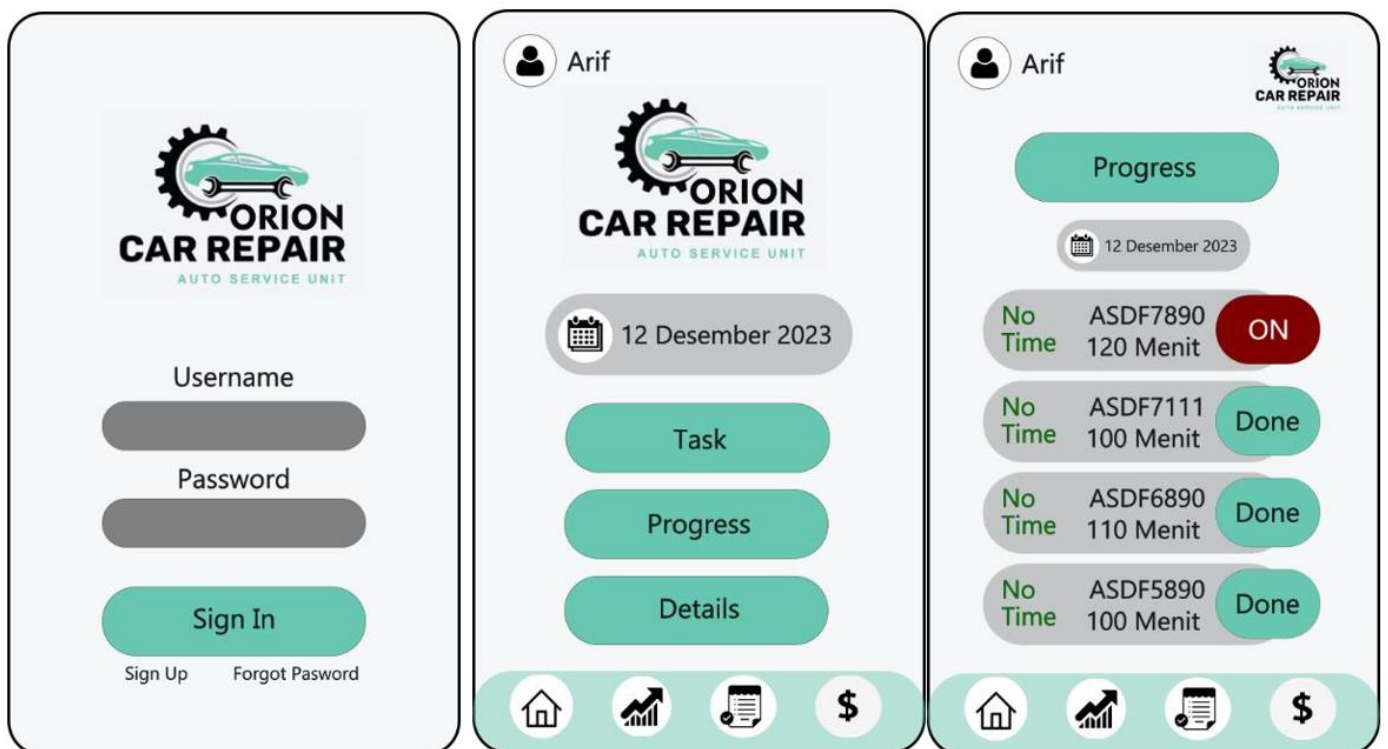 ORION
CAR REPAIR
AUTO SERVICE UNIT
Username
Password
Sign In
Sign Up Forgot Pasword
Arif
ORION
CAR REPAIR
AUTO SERVICE UNIT
12 Desember 2023
Task
Progress
Details
$
Arif
ORION
CAR REPAIR
AUTO SERVICE UNIT
Progress
12 Desember 2023
No ASDF7890
Time 120 Menit
ON
No ASDF7111
Time 100 Menit
Done
No ASDF6890
Time 110 Menit
Done
No ASDF5890
Time 100 Menit
Done
$